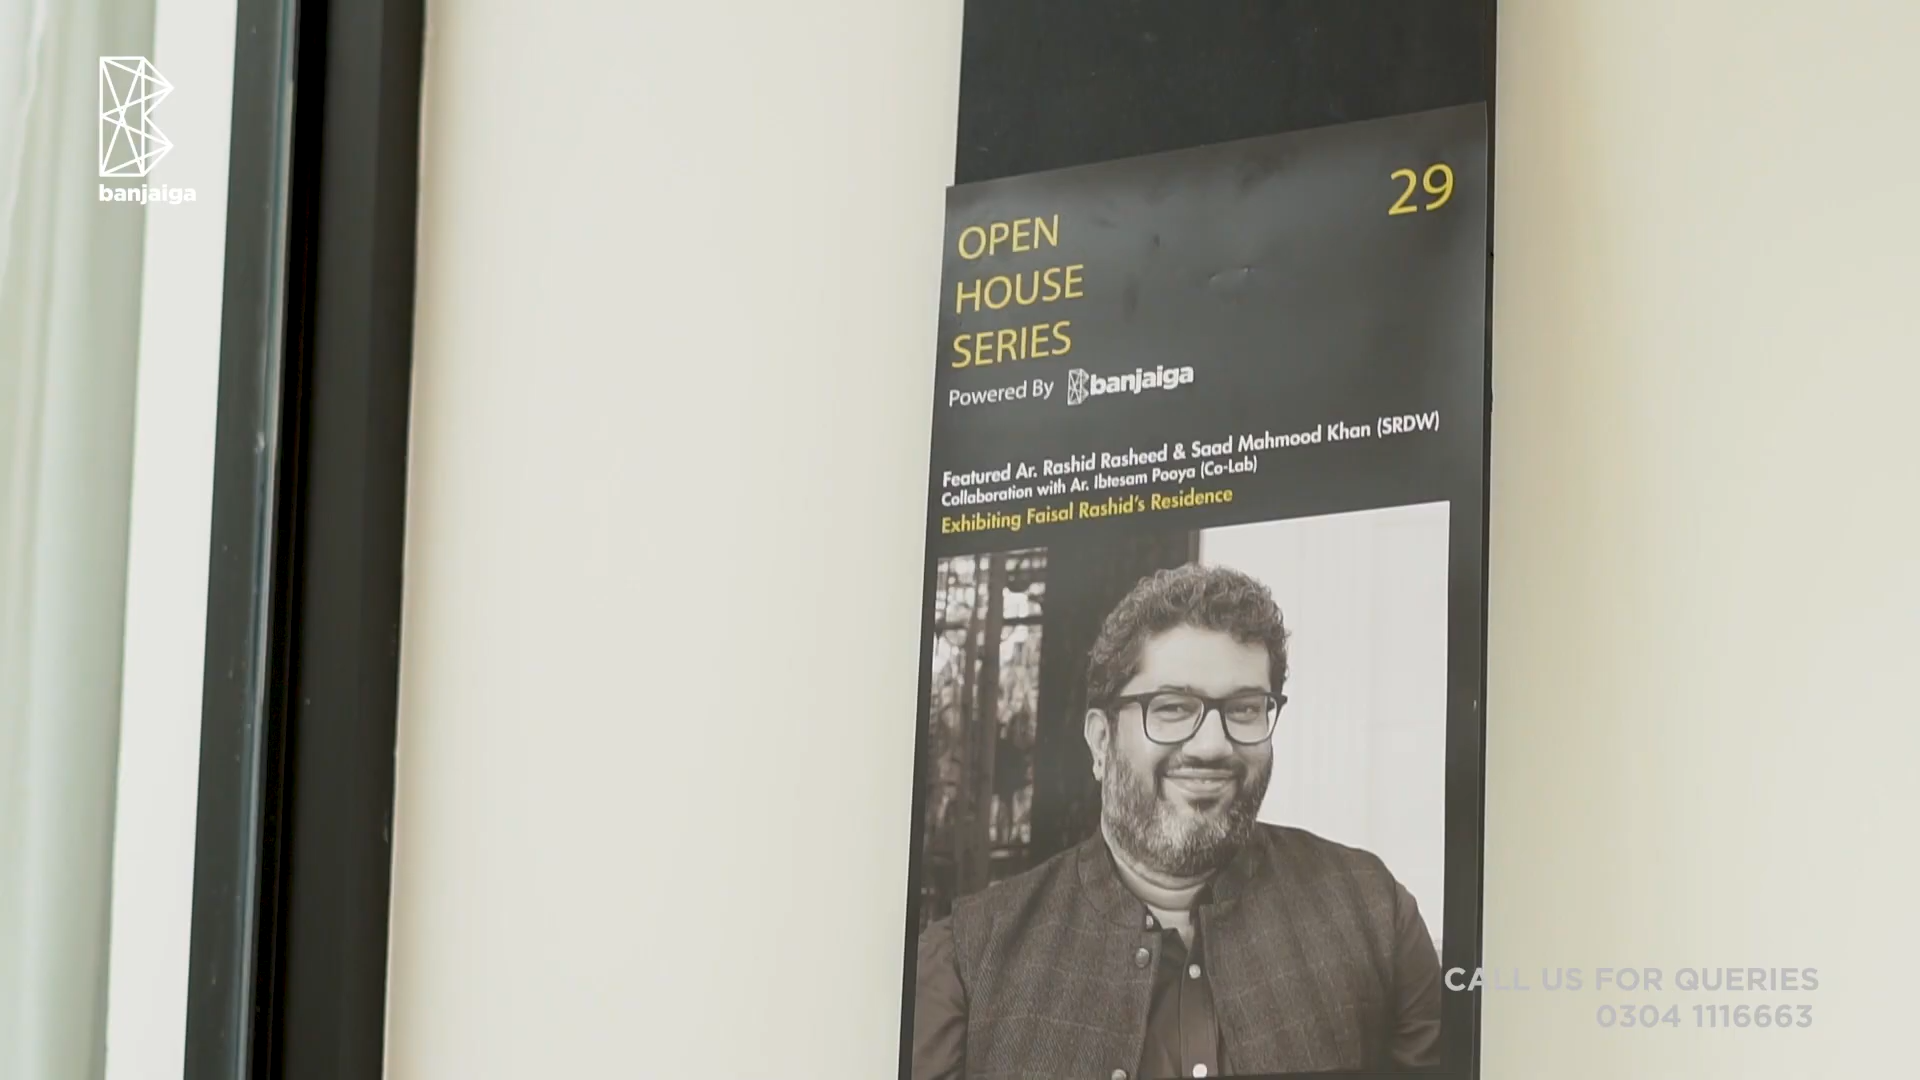 banjaiga
29
OPEN
HOUSE
SERIES
Powered By banjaiga
Featured Ar. Rashid Rasheed & Saad Mahmood Khan (SRDW)
Collaboration with Ar. Ibtesam Pooya (Co-Lab)
Exhibiting Faisal Rashid's Residence
CALL US FOR QUERIES
0304 1116663